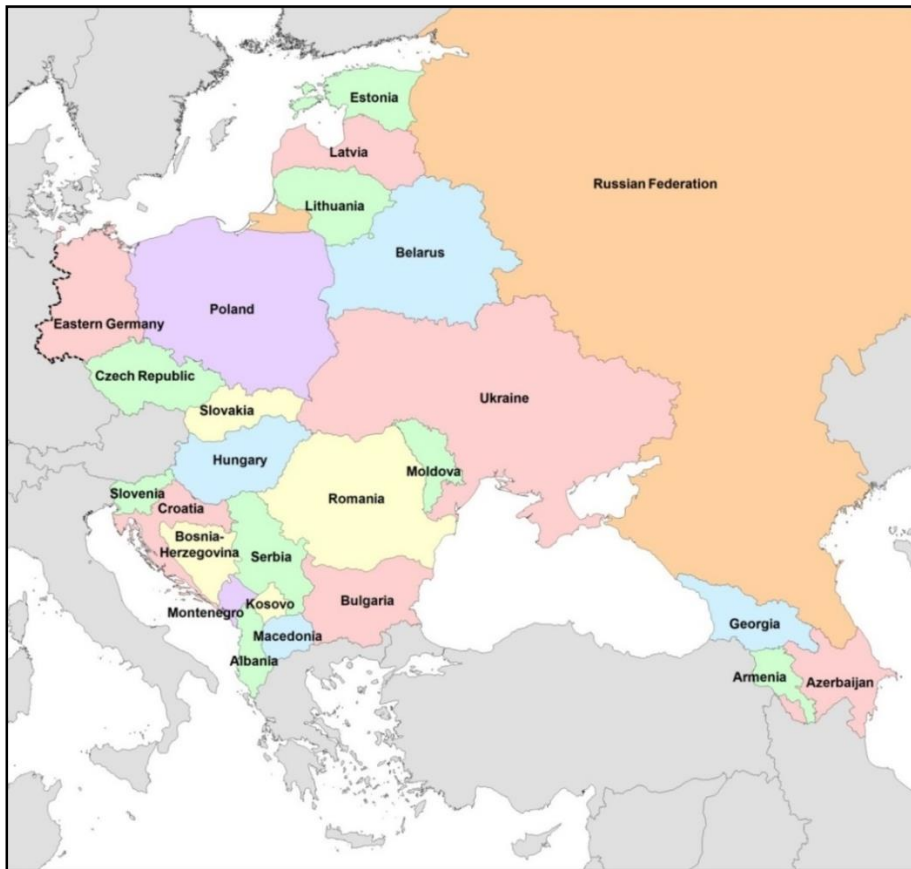 Estonia
Latvia
Russian Federation
Lithuania
Belarus
Poland
Eastern Germany
Czech Republic
Ukraine
Slovakia
Hungary
Moldova
Slovenia
Romania
Croatia
Bosnia-
Herzegovina
Serbia
Bulgaria
Kosovo
Montenegro
Georgia
Macedonia
Albania
Armenia
Azerbaijan